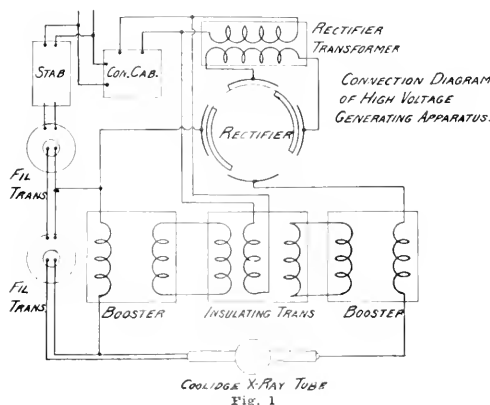 RECTIFIER
TRANSFORMER
STAB
CON. CAB.
CONNECTION DIAGRAM
OF HIGH VOLTAGE
GENERATING APPARATUS.
RECTIFIER
FIL
TRANS.
FIL
TRANS.
BOOSTER
INSULATING TRANS
BOOSTER
COOLIDGE X-RAY TUBE
Fig. 1